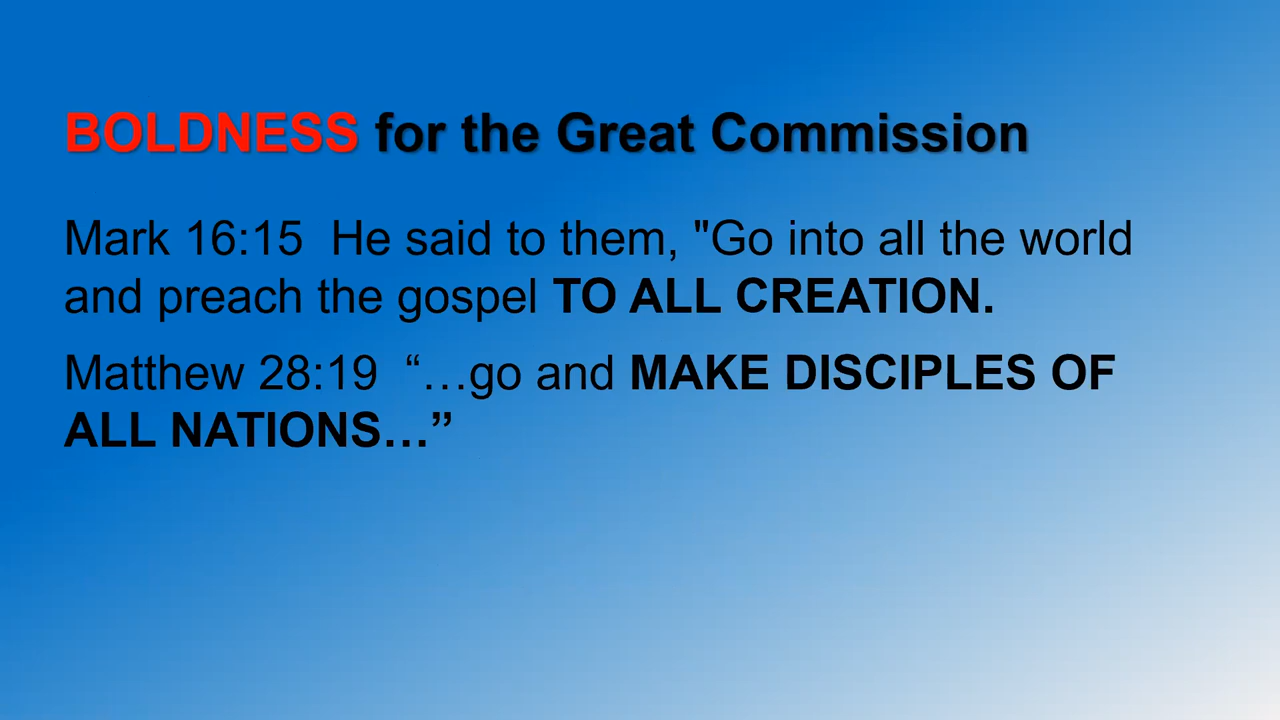 BOLDNESS for the Great Commission
Mark 16:15  He said to them, "Go into all the world
and preach the gospel TO ALL CREATION.
Matthew 28:19  “…go and MAKE DISCIPLES OF
ALL NATIONS…”